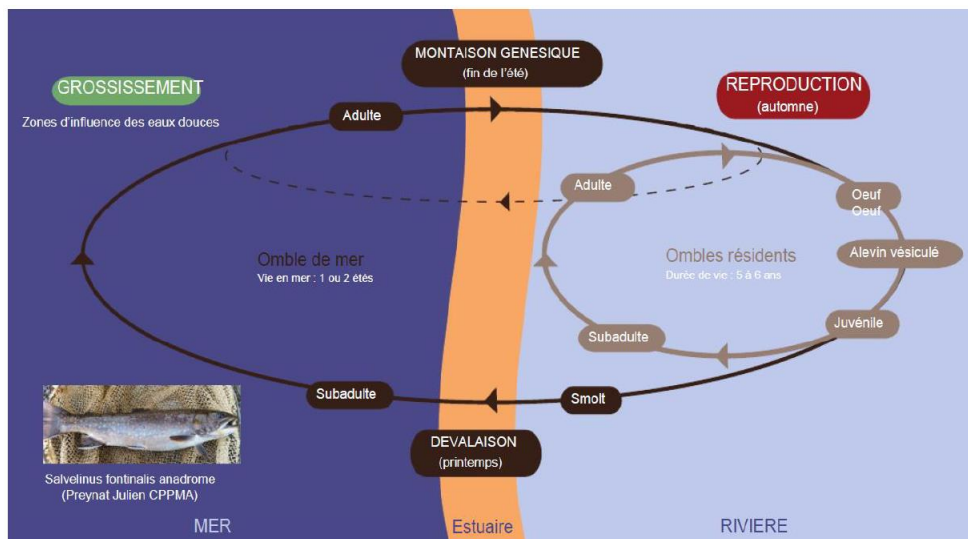 MONTAISON GENESIQUE
(fin de l'été)
GROSSISSEMENT
Zones d'influence des eaux douces
REPRODUCTION
(automne)
Adulte
Adulte
Oeuf
Oeuf
Omble de mer
Vie en mer : 1 ou 2 étés
Ombles résidents
Durée de vie : 5 à 6 ans
Alevin vésiculé
Juvénile
Subadulte
Subadulte
Smolt
DEVALAISON
(printemps)
Salvelinus fontinalis anadrome
(Preynat Julien CPPMA)
MER
Estuaire
RIVIERE